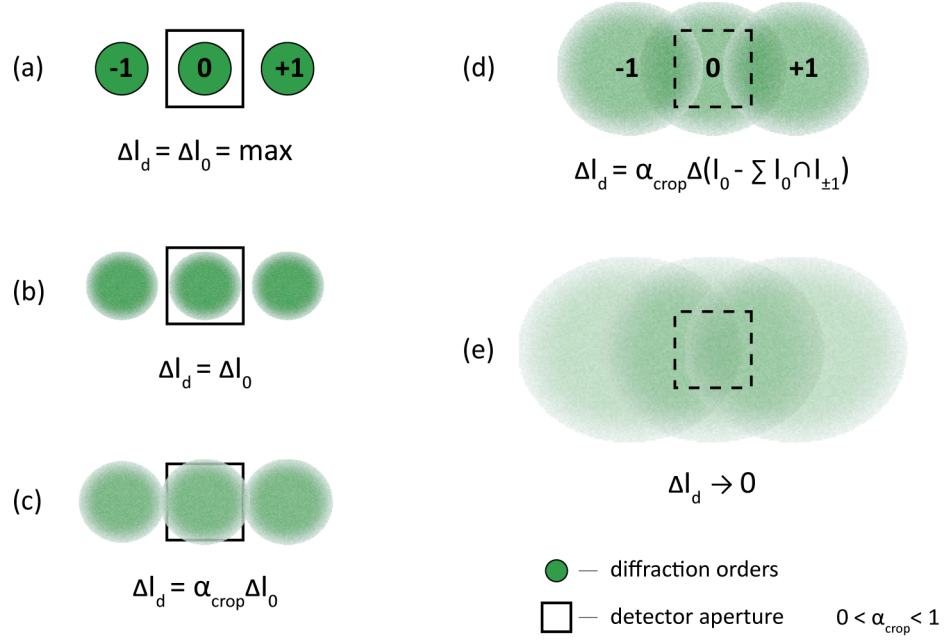 (a)
-1 0 +1
ΔI_d = ΔI_0 = max
(b)
ΔI_d = ΔI_0
(c)
ΔI_d = α_crop ΔI_0
(d)
-1 0 +1
ΔI_d = α_crop Δ(I_0 - ∑ I_0 ∩ I_±1)
(e)
ΔI_d → 0
— diffraction orders
— detector aperture 0 < α_crop < 1